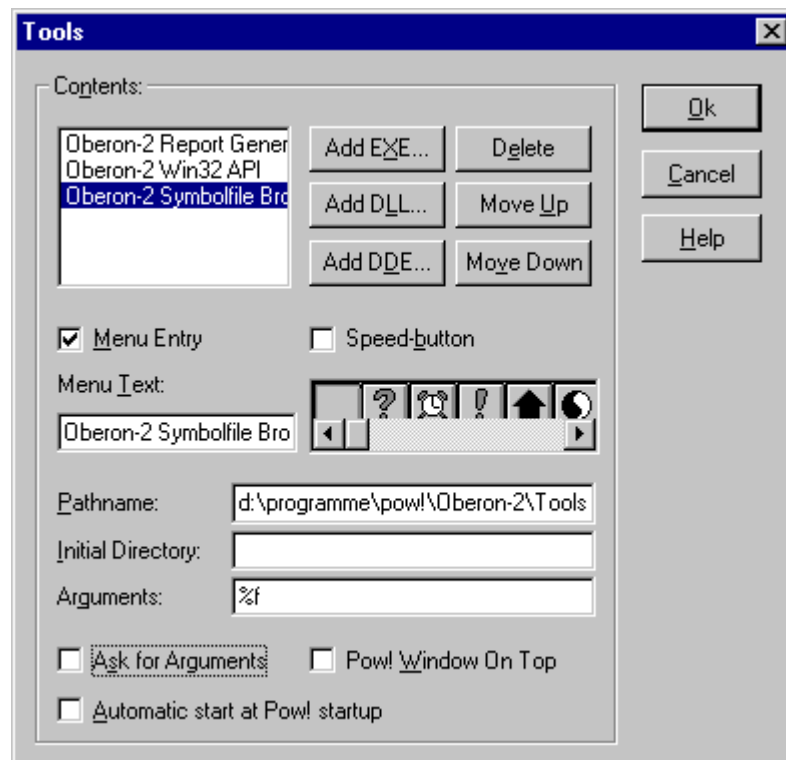 Tools
Contents:
Oberon-2 Report Gener
Oberon-2 Win32 API
Oberon-2 Symbolfile Bro
Add EXE...
Delete
Add DLL...
Move Up
Add DDE...
Move Down
Ok
Cancel
Help
Menu Entry
Speed-button
Menu Text:
Oberon-2 Symbolfile Bro
? !
Pathname:
d:\programme\pow!\Oberon-2\Tools
Initial Directory:
Arguments:
%f
Ask for Arguments
Pow! Window On Top
Automatic start at Pow! startup